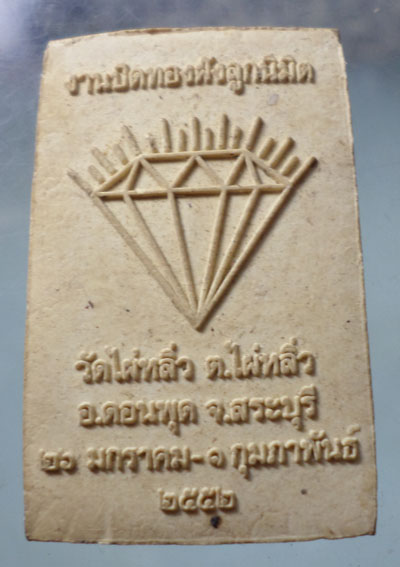 งานปิดทองฝังลูกนิมิต
วัดไผ่หลิ่ว ต.ไผ่หลิ่ว
อ.ดอนพุด จ.สระบุรี
๒๖ มกราคม-๑ กุมภาพันธ์
๒๕๕๒